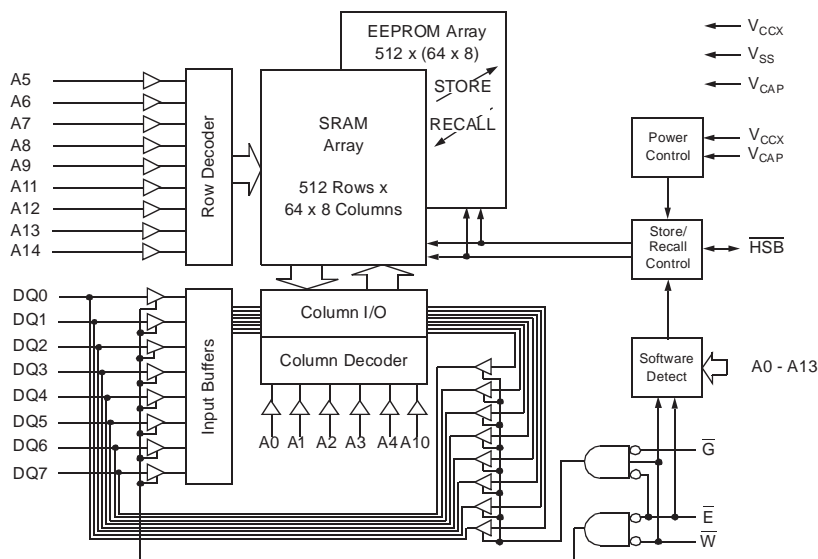 EEPROM Array
512 x (64 x 8)
STORE
RECALL
SRAM
Array
512 Rows x
64 x 8 Columns
A5
A6
A7
A8
A9
A11
A12
A13
A14
Row Decoder
V_CCX
V_SS
V_CAP
Power
Control
V_CCX
V_CAP
Store/
Recall
Control
H̅S̅B̅
Software
Detect
A0 - A13
DQ0
DQ1
DQ2
DQ3
DQ4
DQ5
DQ6
DQ7
Input Buffers
Column I/O
Column Decoder
A0 A1 A2 A3 A4 A10
G̅
E̅
W̅